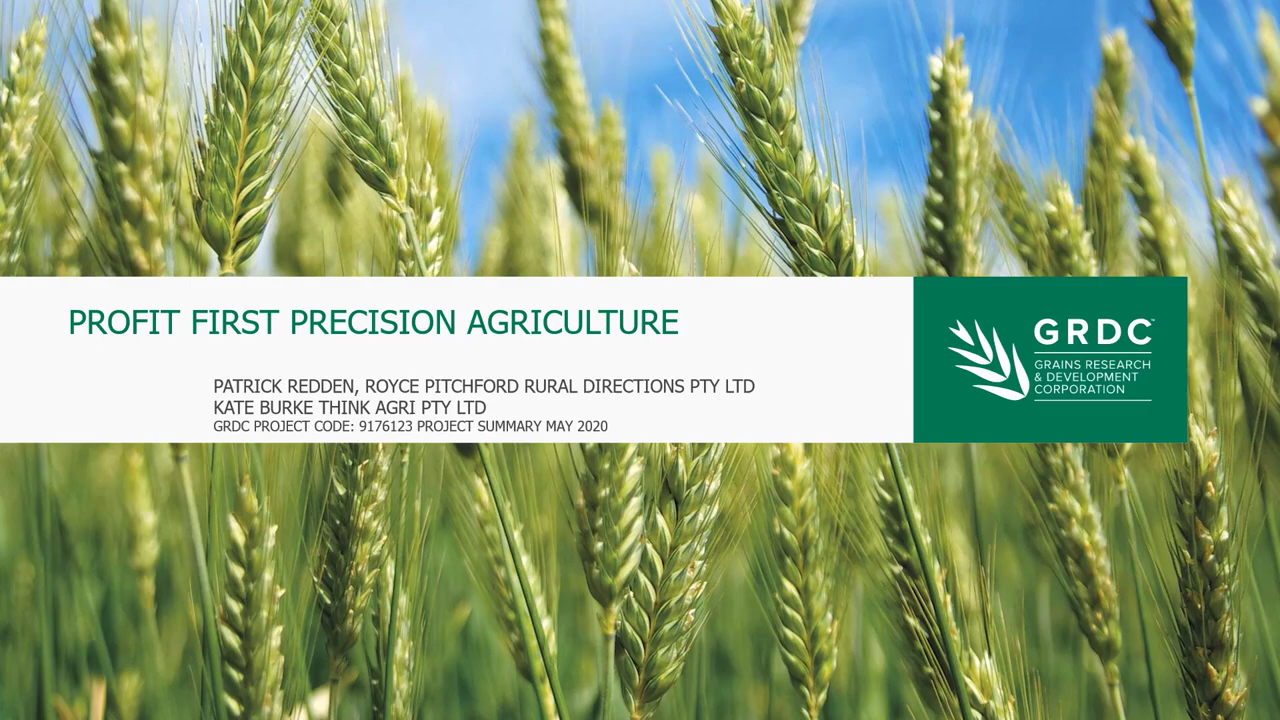 PROFIT FIRST PRECISION AGRICULTURE
PATRICK REDDEN, ROYCE PITCHFORD RURAL DIRECTIONS PTY LTD
KATE BURKE THINK AGRI PTY LTD
GRDC PROJECT CODE: 9176123 PROJECT SUMMARY MAY 2020
GRDC™
GRAINS RESEARCH
& DEVELOPMENT
CORPORATION